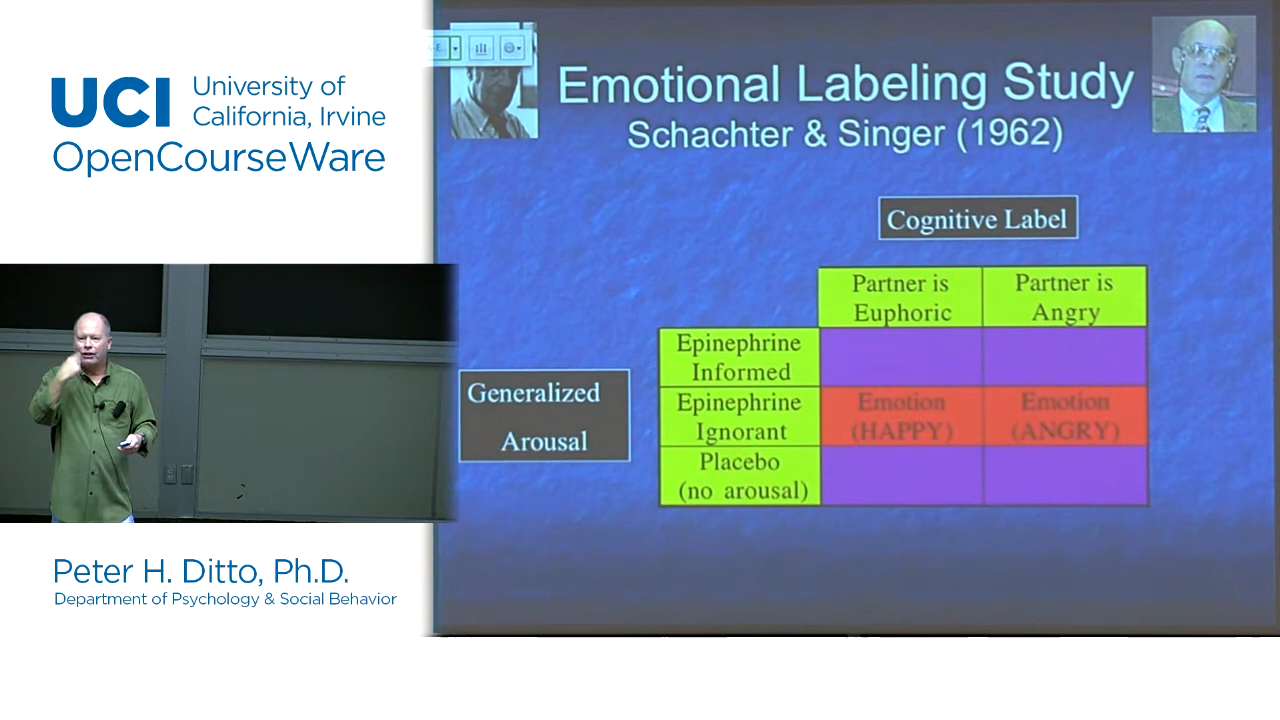 UCI University of
California, Irvine
OpenCourseWare
Peter H. Ditto, Ph.D.
Department of Psychology & Social Behavior
Emotional Labeling Study
Schachter & Singer (1962)
Cognitive Label
Partner is
Euphoric
Partner is
Angry
Generalized
Arousal
Epinephrine
Informed
Epinephrine
Ignorant
Emotion
(HAPPY)
Emotion
(ANGRY)
Placebo
(no arousal)